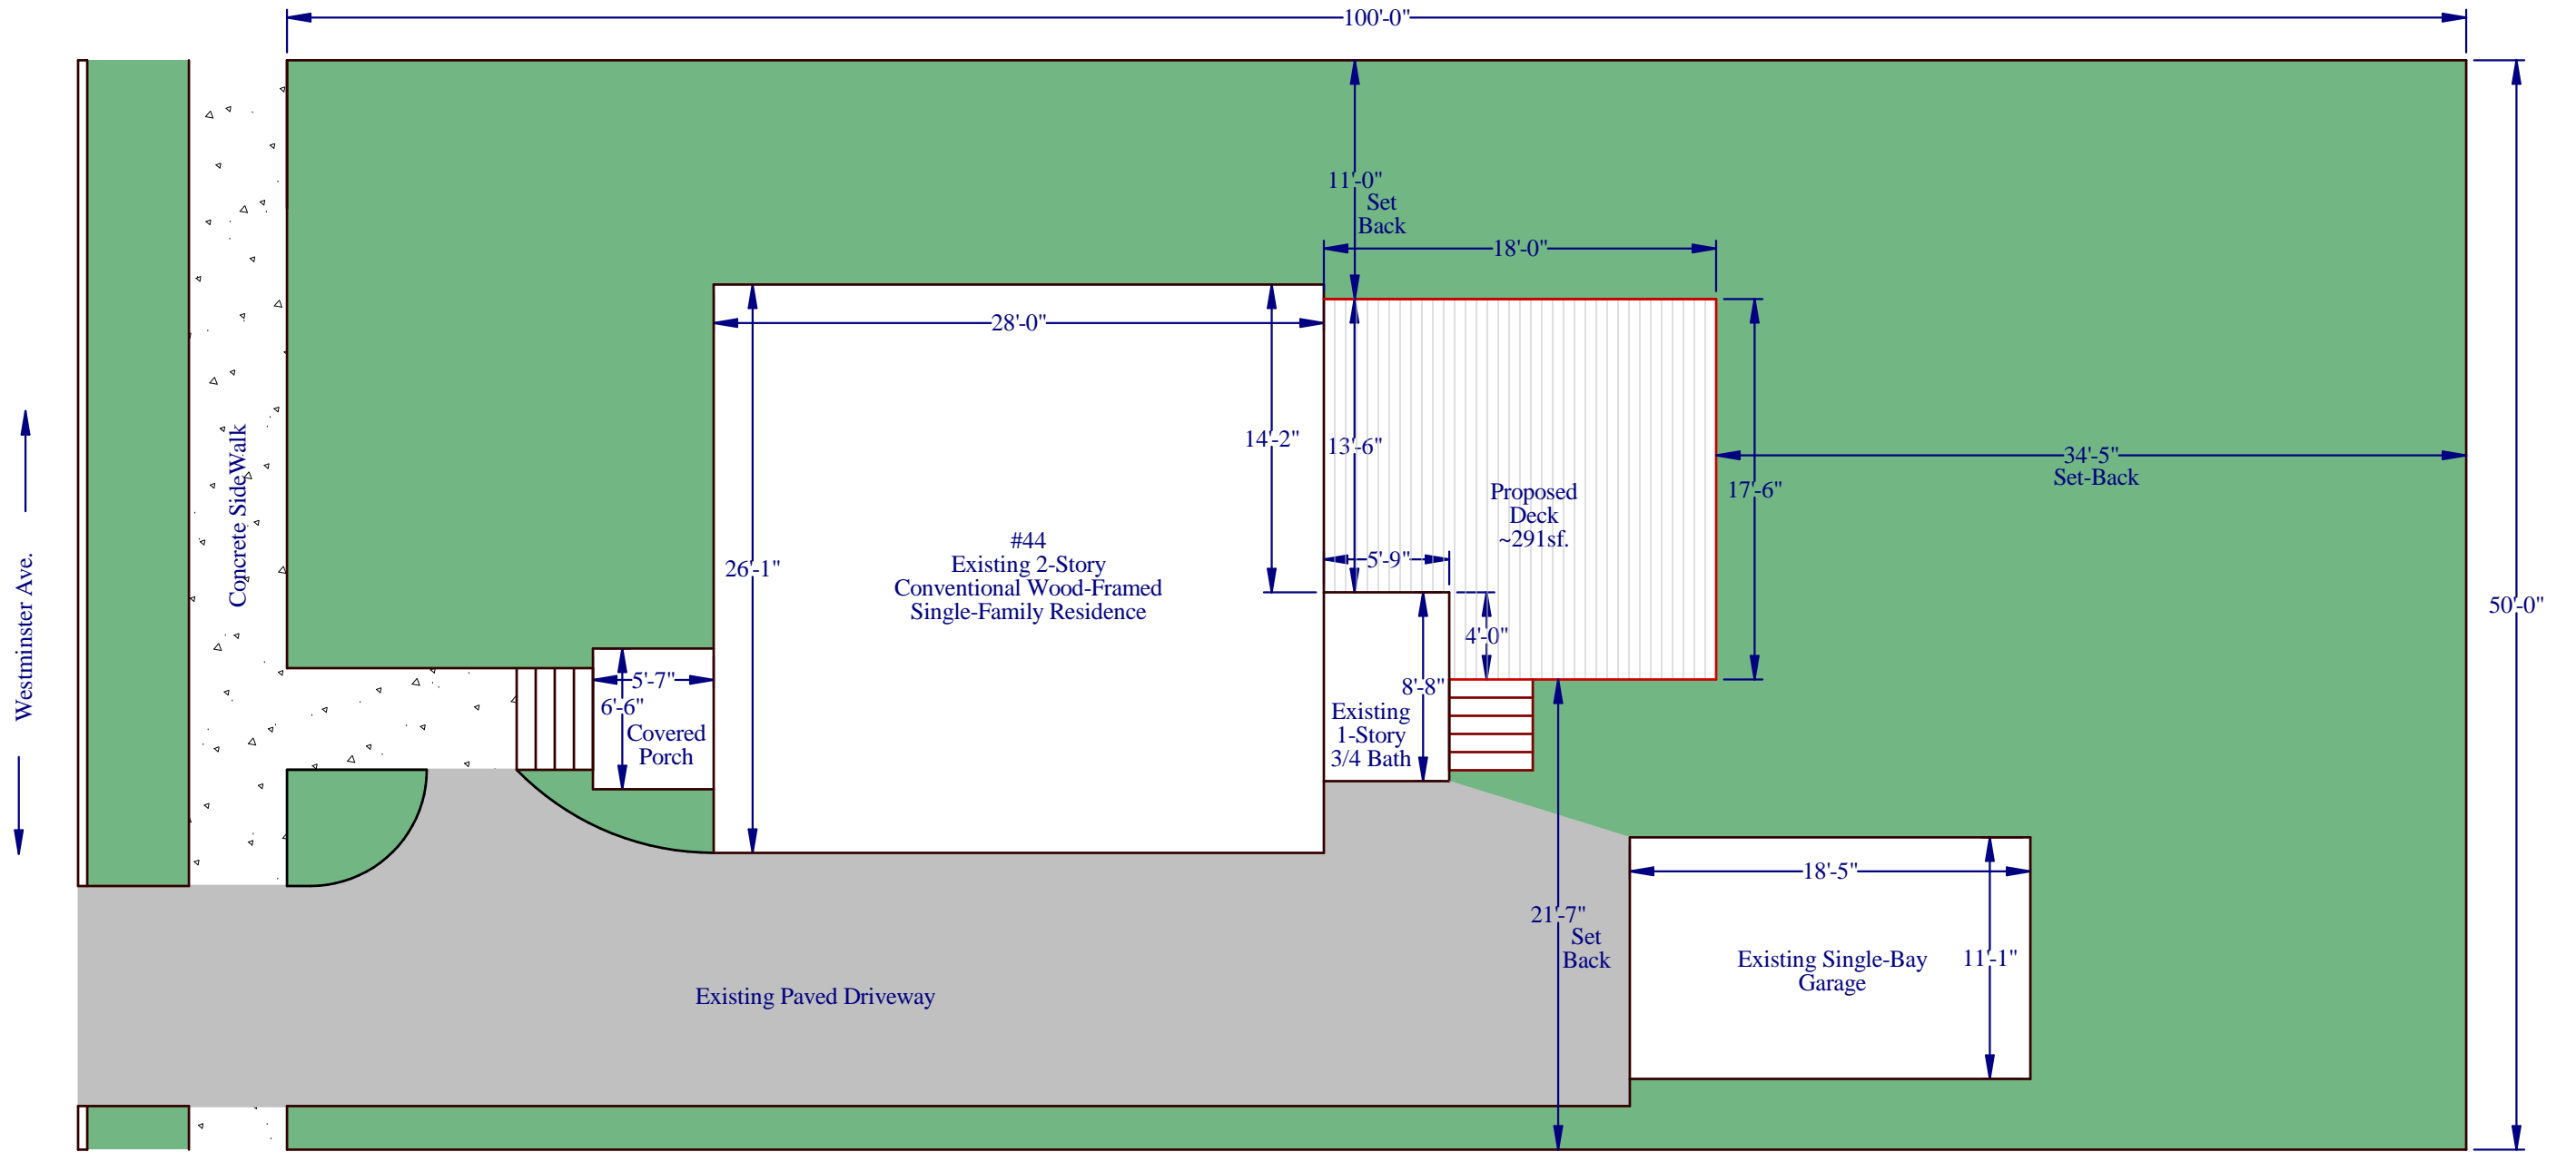 100'-0"
11'-0"
Set
Back
18'-0"
28'-0"
14'-2"
13'-6"
34'-5"
Set-Back
17'-6"
Proposed
Deck
~291sf.
5'-9"
26'-1"
#44
Existing 2-Story
Conventional Wood-Framed
Single-Family Residence
Concrete SideWalk
Westminster Ave.
50'-0"
4'-0"
5'-7"
6'-6"
Covered
Porch
8'-8"
Existing
1-Story
3/4 Bath
18'-5"
21'-7"
Set
Back
Existing Single-Bay
Garage
11'-1"
Existing Paved Driveway